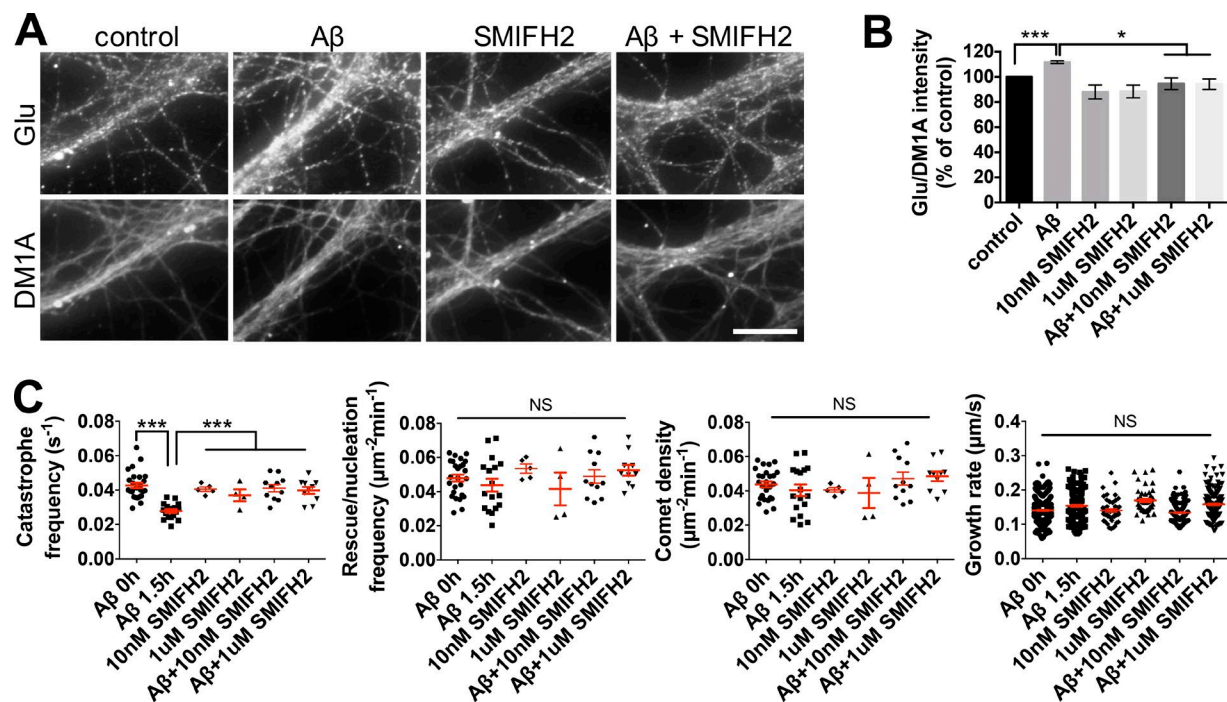 A
control
Aβ
SMIFH2
Aβ + SMIFH2
Glu
DM1A
B
Glu/DM1A intensity
(% of control)
120
100
80
60
40
20
0
***
*
control
Aβ
10nM SMIFH2
1uM SMIFH2
Aβ+10nM SMIFH2
Aβ+1uM SMIFH2
C
Catastrophe
frequency (s⁻¹)
0.08
0.06
0.04
0.02
0.00
***
***
Aβ 0h
Aβ 1.5h
10nM SMIFH2
1uM SMIFH2
Aβ+10nM SMIFH2
Aβ+1uM SMIFH2
Rescue/nucleation
frequency (μm⁻²min⁻¹)
0.08
0.06
0.04
0.02
0.00
NS
Aβ 0h
Aβ 1.5h
10nM SMIFH2
1uM SMIFH2
Aβ+10nM SMIFH2
Aβ+1uM SMIFH2
Comet density
(μm⁻²min⁻¹)
0.08
0.06
0.04
0.02
0.00
NS
Aβ 0h
Aβ 1.5h
10nM SMIFH2
1uM SMIFH2
Aβ+10nM SMIFH2
Aβ+1uM SMIFH2
Growth rate (μm/s)
0.4
0.3
0.2
0.1
0.0
NS
Aβ 0h
Aβ 1.5h
10nM SMIFH2
1uM SMIFH2
Aβ+10nM SMIFH2
Aβ+1uM SMIFH2